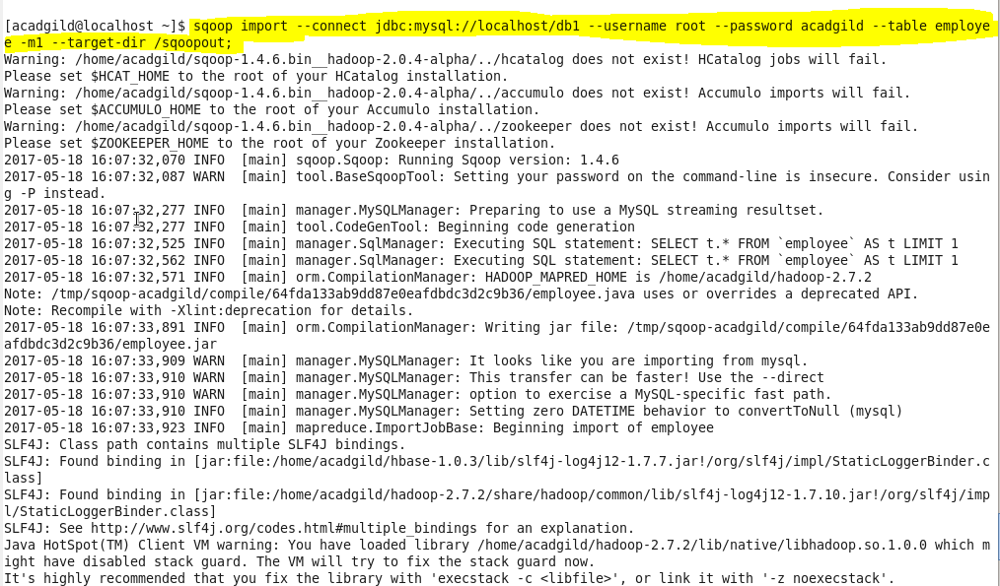 [acadgild@localhost ~]$ sqoop import --connect jdbc:mysql://localhost/db1 --username root --password acadgild --table employe
e -m1 --target-dir /sqoopout;
Warning: /home/acadgild/sqoop-1.4.6.bin__hadoop-2.0.4-alpha/../hcatalog does not exist! HCatalog jobs will fail.
Please set $HCAT_HOME to the root of your HCatalog installation.
Warning: /home/acadgild/sqoop-1.4.6.bin__hadoop-2.0.4-alpha/../accumulo does not exist! Accumulo imports will fail.
Please set $ACCUMULO_HOME to the root of your Accumulo installation.
Warning: /home/acadgild/sqoop-1.4.6.bin__hadoop-2.0.4-alpha/../zookeeper does not exist! Accumulo imports will fail.
Please set $ZOOKEEPER_HOME to the root of your Zookeeper installation.
2017-05-18 16:07:32,070 INFO  [main] sqoop.Sqoop: Running Sqoop version: 1.4.6
2017-05-18 16:07:32,087 WARN  [main] tool.BaseSqoopTool: Setting your password on the command-line is insecure. Consider usin
g -P instead.
2017-05-18 16:07:32,277 INFO  [main] manager.MySQLManager: Preparing to use a MySQL streaming resultset.
2017-05-18 16:07:32,277 INFO  [main] tool.CodeGenTool: Beginning code generation
2017-05-18 16:07:32,525 INFO  [main] manager.SqlManager: Executing SQL statement: SELECT t.* FROM `employee` AS t LIMIT 1
2017-05-18 16:07:32,562 INFO  [main] manager.SqlManager: Executing SQL statement: SELECT t.* FROM `employee` AS t LIMIT 1
2017-05-18 16:07:32,571 INFO  [main] orm.CompilationManager: HADOOP_MAPRED_HOME is /home/acadgild/hadoop-2.7.2
Note: /tmp/sqoop-acadgild/compile/64fda133ab9dd87e0eafdbdc3d2c9b36/employee.java uses or overrides a deprecated API.
Note: Recompile with -Xlint:deprecation for details.
2017-05-18 16:07:33,891 INFO  [main] orm.CompilationManager: Writing jar file: /tmp/sqoop-acadgild/compile/64fda133ab9dd87e0e
afdbdc3d2c9b36/employee.jar
2017-05-18 16:07:33,909 WARN  [main] manager.MySQLManager: It looks like you are importing from mysql.
2017-05-18 16:07:33,910 WARN  [main] manager.MySQLManager: This transfer can be faster! Use the --direct
2017-05-18 16:07:33,910 WARN  [main] manager.MySQLManager: option to exercise a MySQL-specific fast path.
2017-05-18 16:07:33,910 INFO  [main] manager.MySQLManager: Setting zero DATETIME behavior to convertToNull (mysql)
2017-05-18 16:07:33,923 INFO  [main] mapreduce.ImportJobBase: Beginning import of employee
SLF4J: Class path contains multiple SLF4J bindings.
SLF4J: Found binding in [jar:file:/home/acadgild/hbase-1.0.3/lib/slf4j-log4j12-1.7.7.jar!/org/slf4j/impl/StaticLoggerBinder.c
lass]
SLF4J: Found binding in [jar:file:/home/acadgild/hadoop-2.7.2/share/hadoop/common/lib/slf4j-log4j12-1.7.10.jar!/org/slf4j/imp
l/StaticLoggerBinder.class]
SLF4J: See http://www.slf4j.org/codes.html#multiple_bindings for an explanation.
Java HotSpot(TM) Client VM warning: You have loaded library /home/acadgild/hadoop-2.7.2/lib/native/libhadoop.so.1.0.0 which m
ight have disabled stack guard. The VM will try to fix the stack guard now.
It's highly recommended that you fix the library with 'execstack -c <libfile>', or link it with '-z noexecstack'.